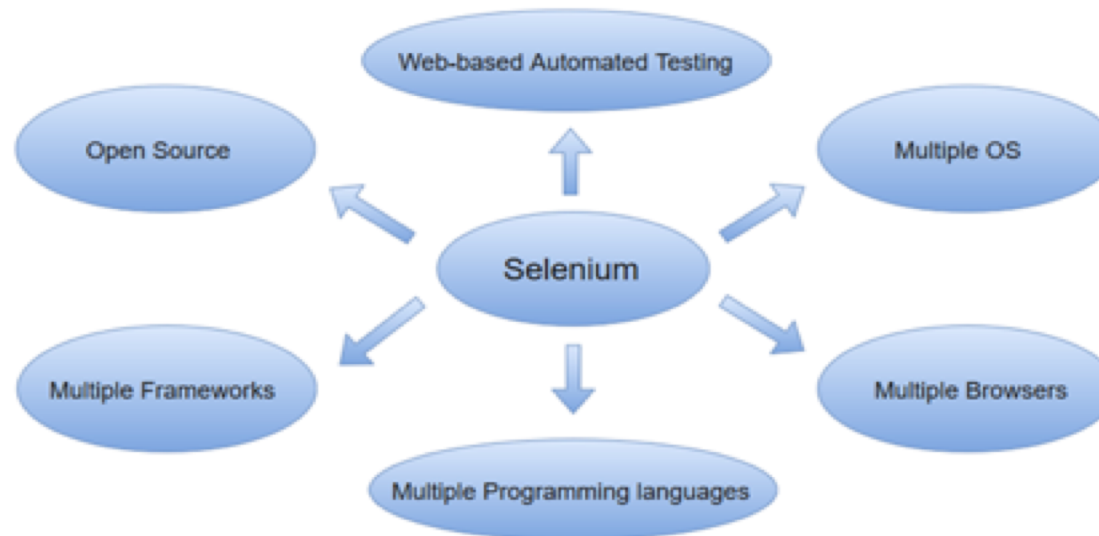 Web-based Automated Testing
Open Source
Multiple OS
Selenium
Multiple Frameworks
Multiple Browsers
Multiple Programming languages